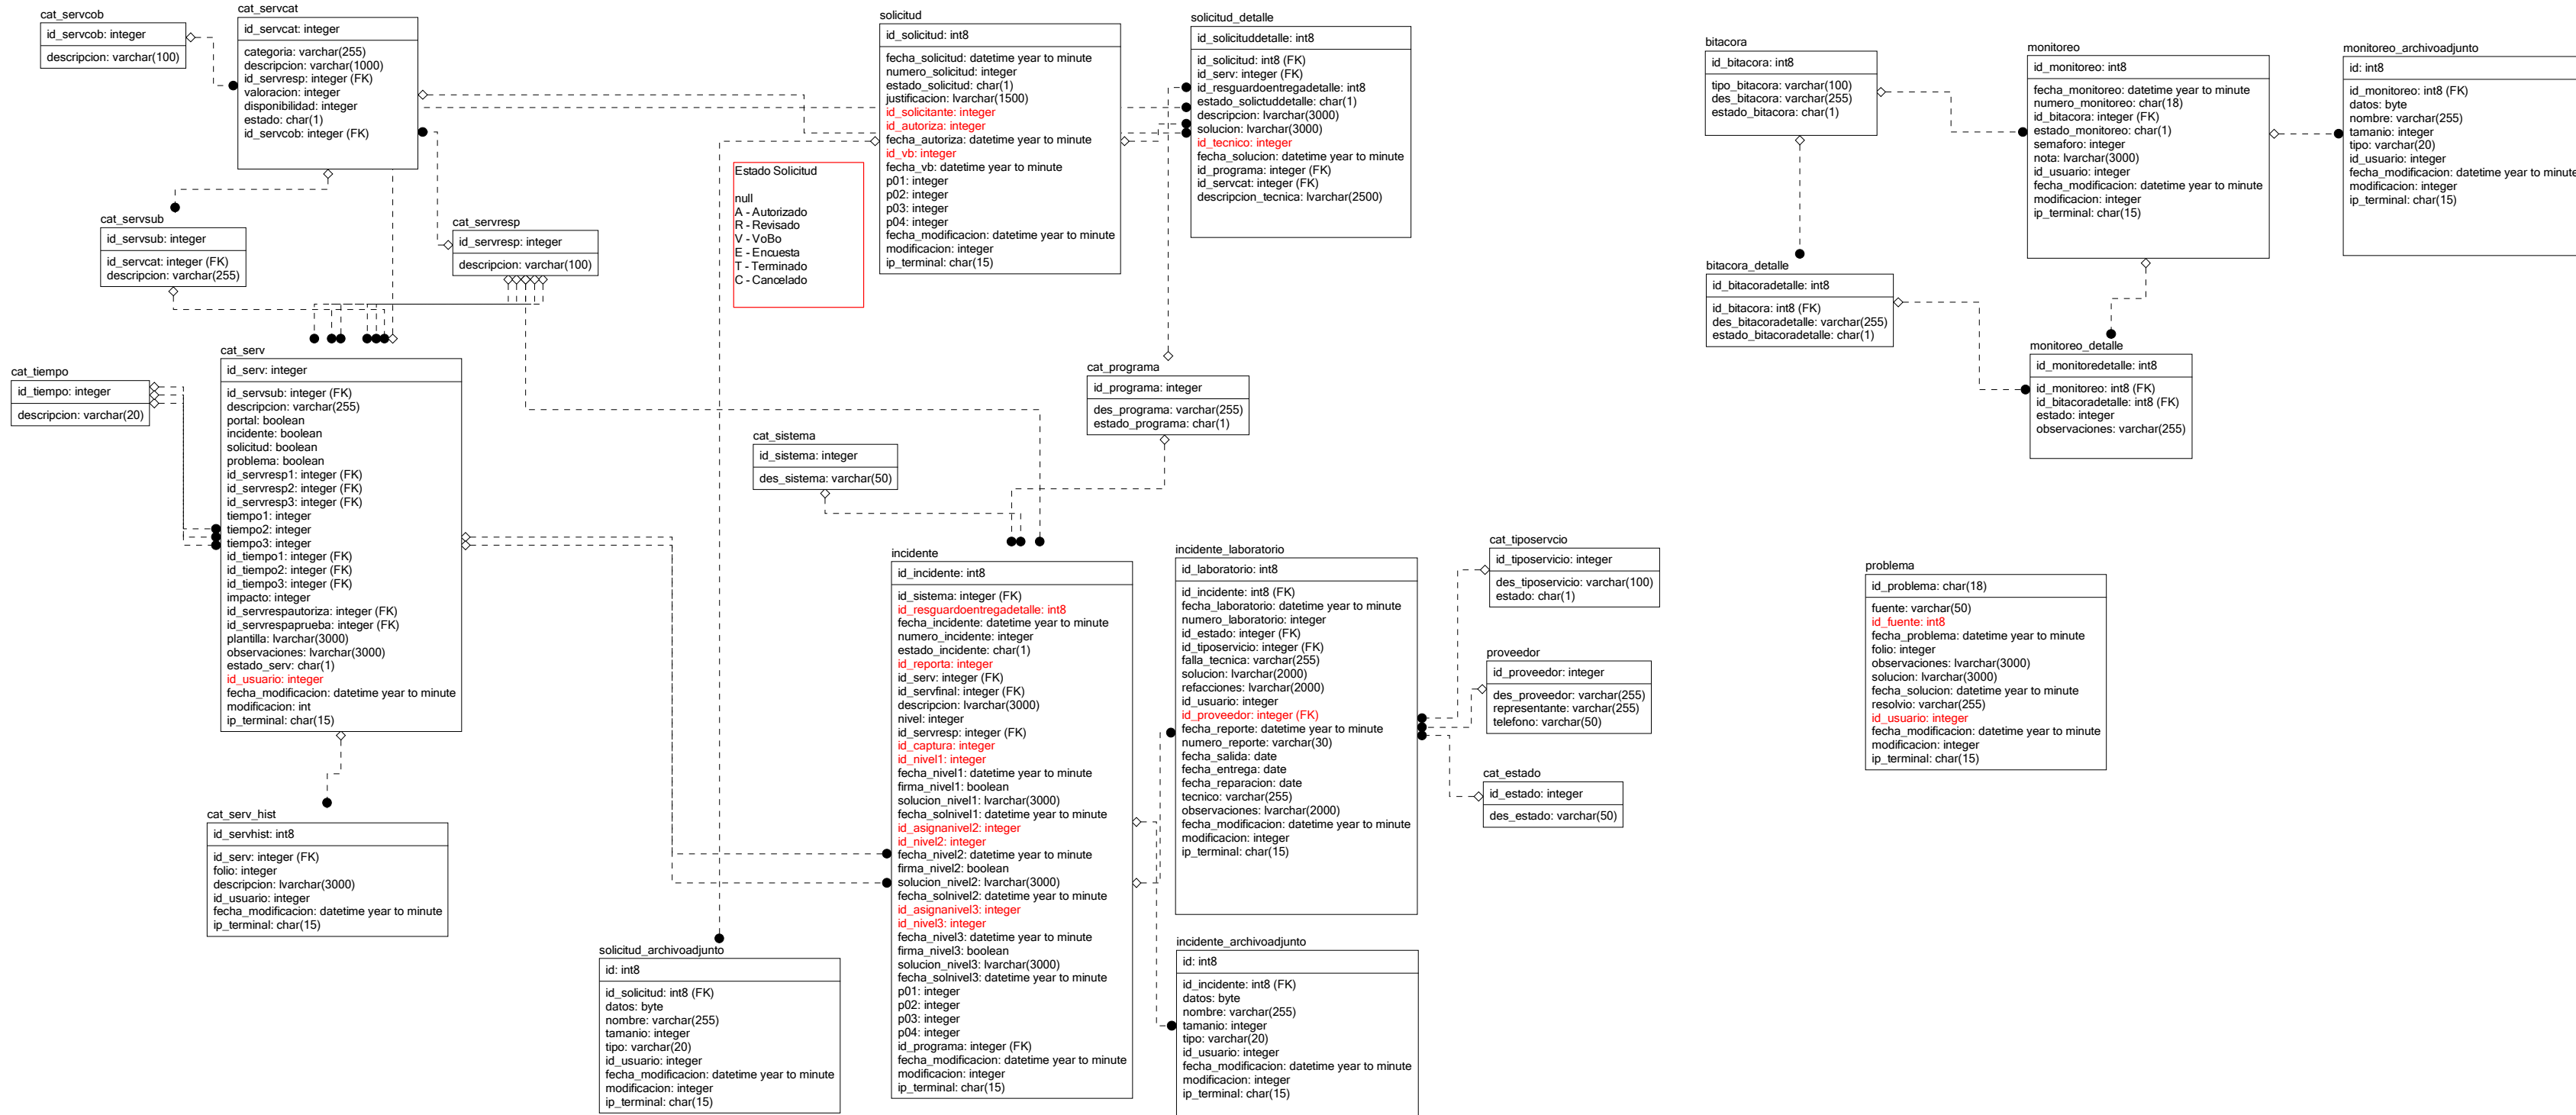 cat_servcob
id_servcob: integer
descripcion: varchar(100)
cat_servcat
id_servcat: integer
categoria: varchar(255)
descripcion: varchar(1000)
id_servresp: integer (FK)
valoracion: integer
disponibilidad: integer
estado: char(1)
id_servcob: integer (FK)
cat_servsub
id_servsub: integer
id_servcat: integer (FK)
descripcion: varchar(255)
cat_servresp
id_servresp: integer
descripcion: varchar(100)
cat_tiempo
id_tiempo: integer
descripcion: varchar(20)
cat_serv
id_serv: integer
id_servsub: integer (FK)
descripcion: varchar(255)
portal: boolean
incidente: boolean
solicitud: boolean
problema: boolean
id_servresp1: integer (FK)
id_servresp2: integer (FK)
id_servresp3: integer (FK)
tiempo1: integer
tiempo2: integer
tiempo3: integer
id_tiempo1: integer (FK)
id_tiempo2: integer (FK)
id_tiempo3: integer (FK)
impacto: integer
id_servrespautoriza: integer (FK)
id_servrespaprueba: integer (FK)
plantilla: lvarchar(3000)
observaciones: lvarchar(3000)
estado_serv: char(1)
id_usuario: integer
fecha_modificacion: datetime year to minute
modificacion: int
ip_terminal: char(15)
cat_serv_hist
id_servhist: int8
id_serv: integer (FK)
folio: integer
descripcion: lvarchar(3000)
id_usuario: integer
fecha_modificacion: datetime year to minute
ip_terminal: char(15)
solicitud
id_solicitud: int8
fecha_solicitud: datetime year to minute
numero_solicitud: integer
estado_solicitud: char(1)
justificacion: lvarchar(1500)
id_solicitante: integer
id_autoriza: integer
fecha_autoriza: datetime year to minute
id_vb: integer
fecha_vb: datetime year to minute
p01: integer
p02: integer
p03: integer
p04: integer
fecha_modificacion: datetime year to minute
modificacion: integer
ip_terminal: char(15)
Estado Solicitud
null
A - Autorizado
R - Revisado
V - VoBo
E - Encuesta
T - Terminado
C - Cancelado
solicitud_detalle
id_solicituddetalle: int8
id_solicitud: int8 (FK)
id_serv: integer (FK)
id_resguardoentregadetalle: int8
estado_solictuddetalle: char(1)
descripcion: lvarchar(3000)
solucion: lvarchar(3000)
id_tecnico: integer
fecha_solucion: datetime year to minute
id_programa: integer (FK)
id_servcat: integer (FK)
descripcion_tecnica: lvarchar(2500)
cat_programa
id_programa: integer
des_programa: varchar(255)
estado_programa: char(1)
cat_sistema
id_sistema: integer
des_sistema: varchar(50)
incidente
id_incidente: int8
id_sistema: integer (FK)
id_resguardoentregadetalle: int8
fecha_incidente: datetime year to minute
numero_incidente: integer
estado_incidente: char(1)
id_reporta: integer
id_serv: integer (FK)
id_servfinal: integer (FK)
descripcion: lvarchar(3000)
nivel: integer
id_servresp: integer (FK)
id_captura: integer
id_nivel1: integer
fecha_nivel1: datetime year to minute
firma_nivel1: boolean
solucion_nivel1: lvarchar(3000)
fecha_solnivel1: datetime year to minute
id_asignanivel2: integer
id_nivel2: integer
fecha_nivel2: datetime year to minute
firma_nivel2: boolean
solucion_nivel2: lvarchar(3000)
fecha_solnivel2: datetime year to minute
id_asignanivel3: integer
id_nivel3: integer
fecha_nivel3: datetime year to minute
firma_nivel3: boolean
solucion_nivel3: lvarchar(3000)
fecha_solnivel3: datetime year to minute
p01: integer
p02: integer
p03: integer
p04: integer
id_programa: integer (FK)
fecha_modificacion: datetime year to minute
modificacion: integer
ip_terminal: char(15)
solicitud_archivoadjunto
id: int8
id_solicitud: int8 (FK)
datos: byte
nombre: varchar(255)
tamanio: integer
tipo: varchar(20)
id_usuario: integer
fecha_modificacion: datetime year to minute
modificacion: integer
ip_terminal: char(15)
incidente_laboratorio
id_laboratorio: int8
id_incidente: int8 (FK)
fecha_laboratorio: datetime year to minute
numero_laboratorio: integer
id_estado: integer (FK)
id_tiposervicio: integer (FK)
falla_tecnica: varchar(255)
solucion: lvarchar(2000)
refacciones: lvarchar(2000)
id_usuario: integer
id_proveedor: integer (FK)
fecha_reporte: datetime year to minute
numero_reporte: varchar(30)
fecha_salida: date
fecha_entrega: date
fecha_reparacion: date
tecnico: varchar(255)
observaciones: lvarchar(2000)
fecha_modificacion: datetime year to minute
modificacion: integer
ip_terminal: char(15)
incidente_archivoadjunto
id: int8
id_incidente: int8 (FK)
datos: byte
nombre: varchar(255)
tamanio: integer
tipo: varchar(20)
id_usuario: integer
fecha_modificacion: datetime year to minute
modificacion: integer
ip_terminal: char(15)
cat_tiposervcio
id_tiposervicio: integer
des_tiposervicio: varchar(100)
estado: char(1)
proveedor
id_proveedor: integer
des_proveedor: varchar(255)
representante: varchar(255)
telefono: varchar(50)
cat_estado
id_estado: integer
des_estado: varchar(50)
bitacora
id_bitacora: int8
tipo_bitacora: varchar(100)
des_bitacora: varchar(255)
estado_bitacora: char(1)
bitacora_detalle
id_bitacoradetalle: int8
id_bitacora: int8 (FK)
des_bitacoradetalle: varchar(255)
estado_bitacoradetalle: char(1)
monitoreo
id_monitoreo: int8
fecha_monitoreo: datetime year to minute
numero_monitoreo: char(18)
id_bitacora: integer (FK)
estado_monitoreo: char(1)
semaforo: integer
nota: lvarchar(3000)
id_usuario: integer
fecha_modificacion: datetime year to minute
modificacion: integer
ip_terminal: char(15)
monitoreo_archivoadjunto
id: int8
id_monitoreo: int8 (FK)
datos: byte
nombre: varchar(255)
tamanio: integer
tipo: varchar(20)
id_usuario: integer
fecha_modificacion: datetime year to minute
modificacion: integer
ip_terminal: char(15)
monitoreo_detalle
id_monitoredetalle: int8
id_monitoreo: int8 (FK)
id_bitacoradetalle: int8 (FK)
estado: integer
observaciones: varchar(255)
problema
id_problema: char(18)
fuente: varchar(50)
id_fuente: int8
fecha_problema: datetime year to minute
folio: integer
observaciones: lvarchar(3000)
solucion: lvarchar(3000)
fecha_solucion: datetime year to minute
resolvio: varchar(255)
id_usuario: integer
fecha_modificacion: datetime year to minute
modificacion: integer
ip_terminal: char(15)